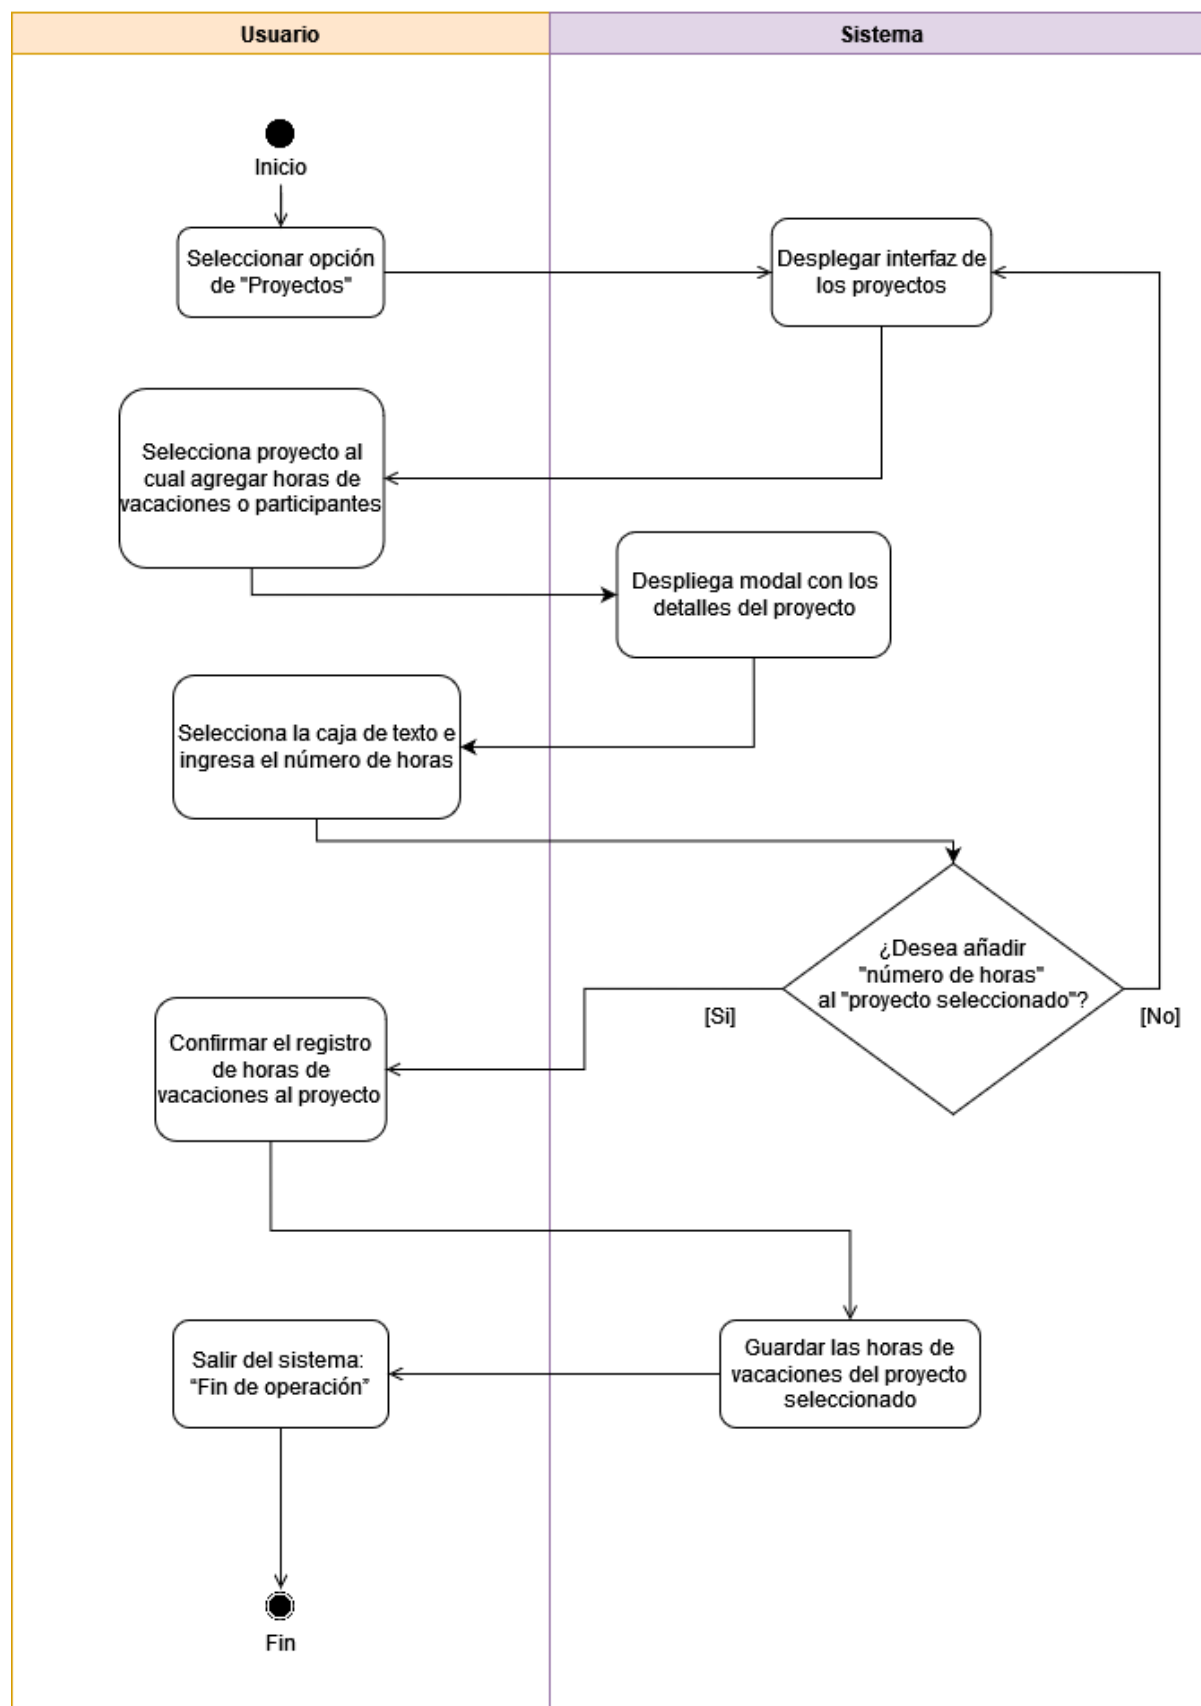 Usuario
Sistema
Inicio
Seleccionar opción
de "Proyectos"
Desplegar interfaz de
los proyectos
Selecciona proyecto al
cual agregar horas de
vacaciones o participantes
Despliega modal con los
detalles del proyecto
Selecciona la caja de texto e
ingresa el número de horas
¿Desea añadir
"número de horas"
al "proyecto seleccionado"?
[Si]
[No]
Confirmar el registro
de horas de
vacaciones al proyecto
Salir del sistema:
“Fin de operación”
Guardar las horas de
vacaciones del proyecto
seleccionado
Fin